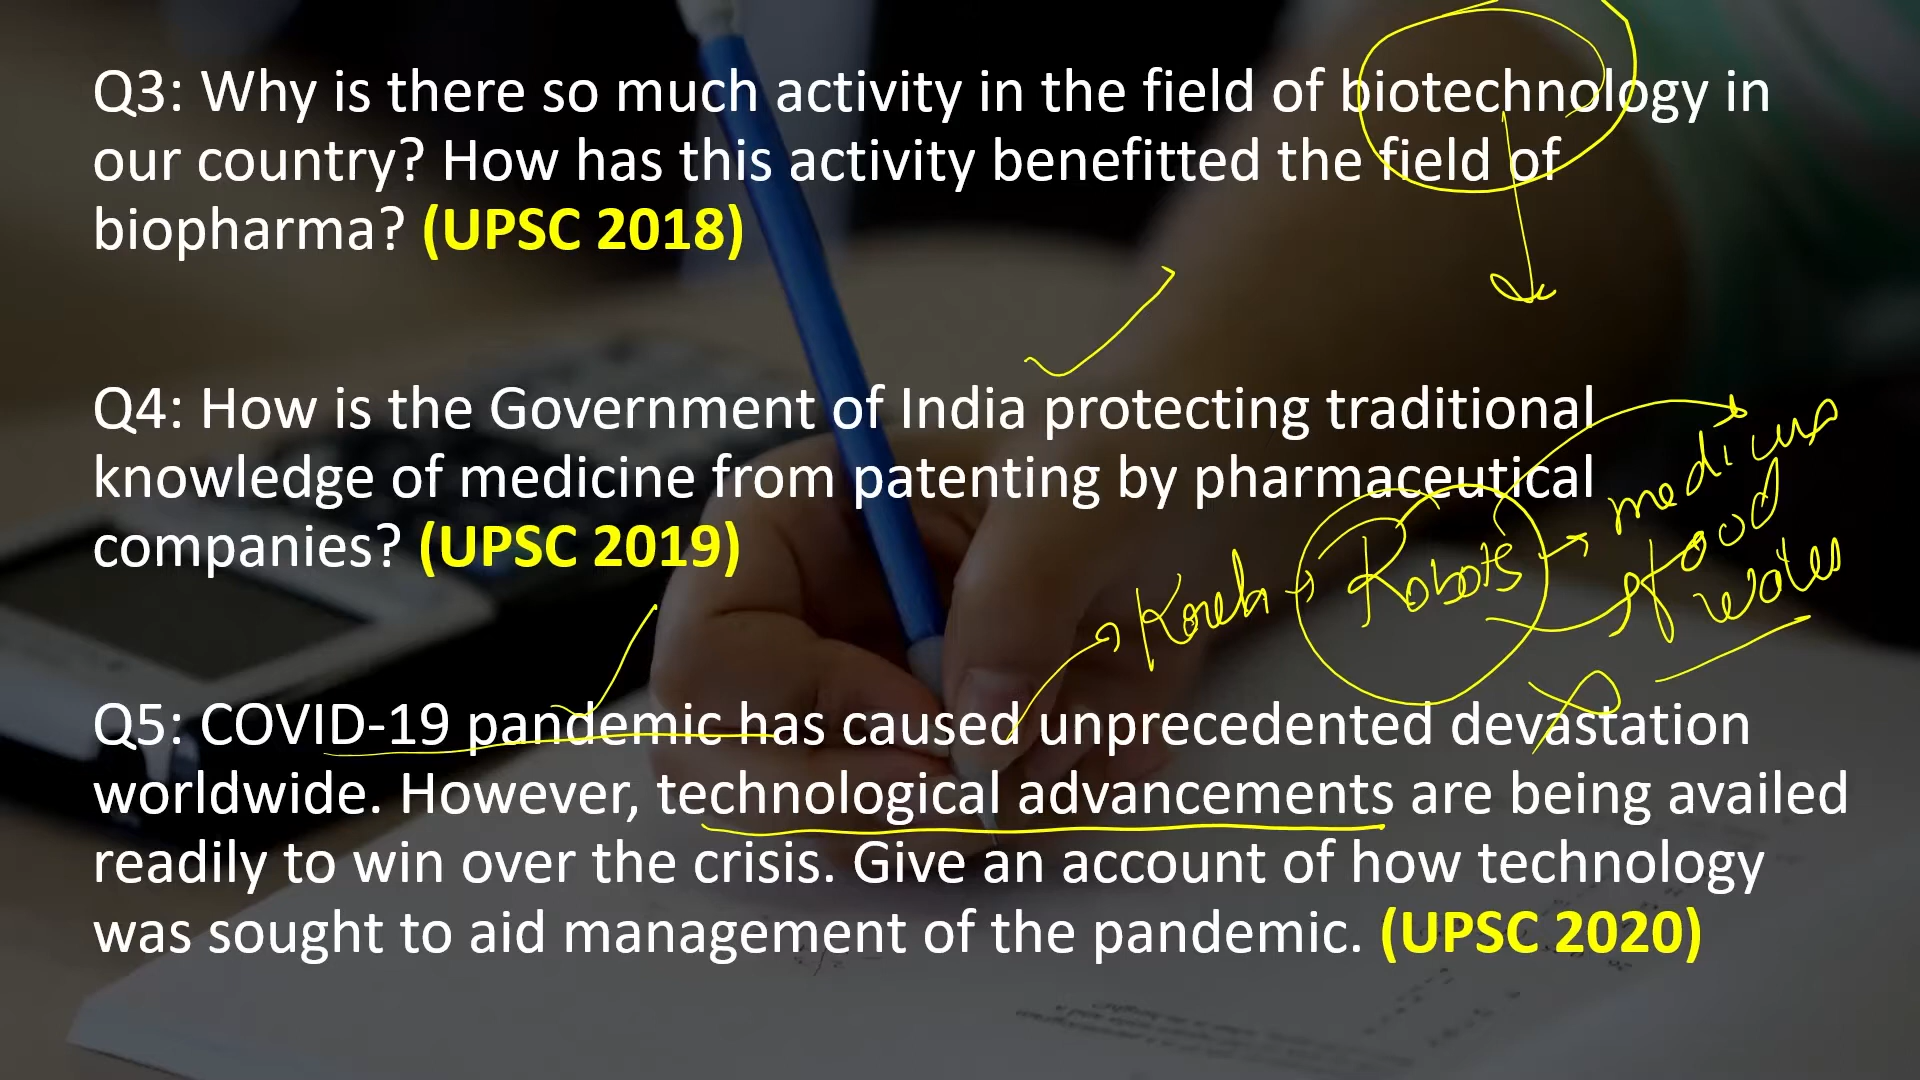 Q3: Why is there so much activity in the field of biotechnology in
our country? How has this activity benefitted the field of
biopharma? (UPSC 2018)
Q4: How is the Government of India protecting traditional
knowledge of medicine from patenting by pharmaceutical
companies? (UPSC 2019)
Robots
food
Q5: COVID-19 pandemic has caused unprecedented devastation
worldwide. However, technological advancements are being availed
readily to win over the crisis. Give an account of how technology
was sought to aid management of the pandemic. (UPSC 2020)